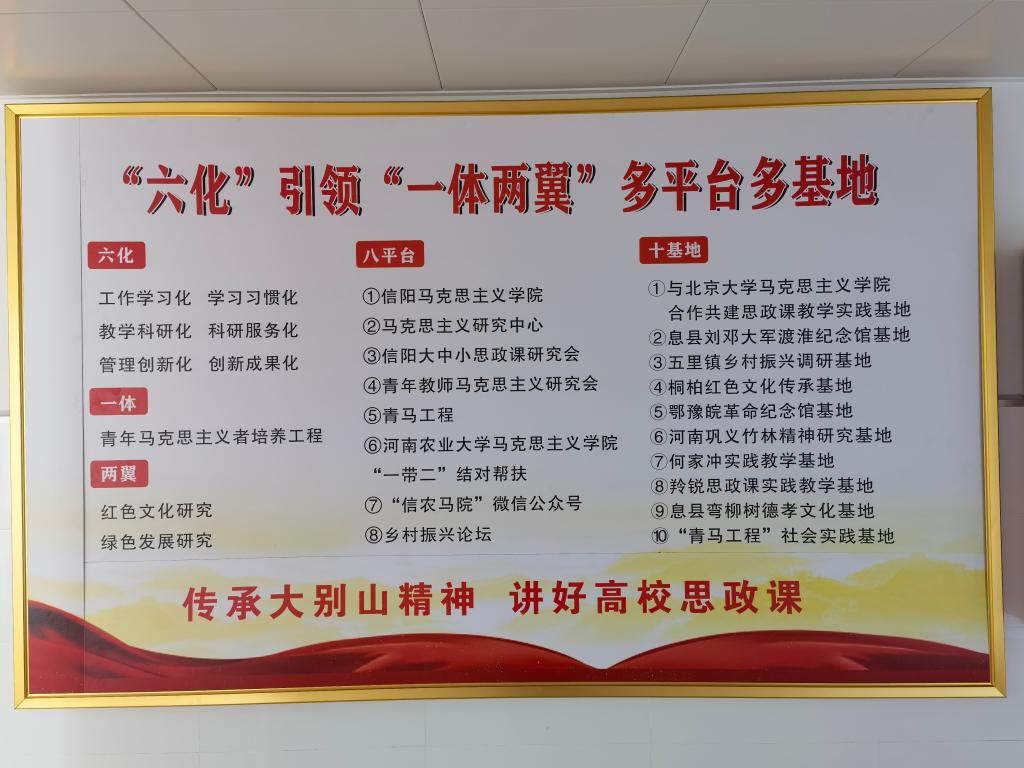 “六化”引领“一体两翼”多平台多基地
六化
工作学习化 学习习惯化
教学科研化 科研服务化
管理创新化 创新成果化
一体
青年马克思主义者培养工程
两翼
红色文化研究
绿色发展研究
八平台
①信阳马克思主义学院
②马克思主义研究中心
③信阳大中小思政课研究会
④青年教师马克思主义研究会
⑤青马工程
⑥河南农业大学马克思主义学院
“一带二”结对帮扶
⑦“信农马院”微信公众号
⑧乡村振兴论坛
十基地
①与北京大学马克思主义学院
合作共建思政课教学实践基地
②息县刘邓大军渡淮纪念馆基地
③五里镇乡村振兴调研基地
④桐柏红色文化传承基地
⑤鄂豫皖革命纪念馆基地
⑥河南巩义竹林精神研究基地
⑦何家冲实践教学基地
⑧羚锐思政课实践教学基地
⑨息县弯柳树德孝文化基地
⑩“青马工程”社会实践基地
传承大别山精神 讲好高校思政课